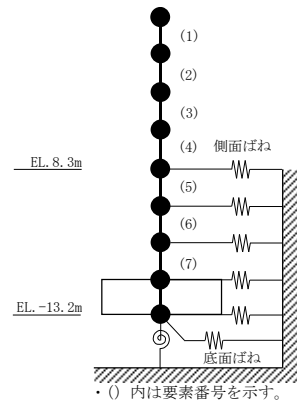 (1)
(2)
(3)
(4)
側面ばね
EL.8.3m
(5)
(6)
(7)
EL.-13.2m
底面ばね
・() 内は要素番号を示す。